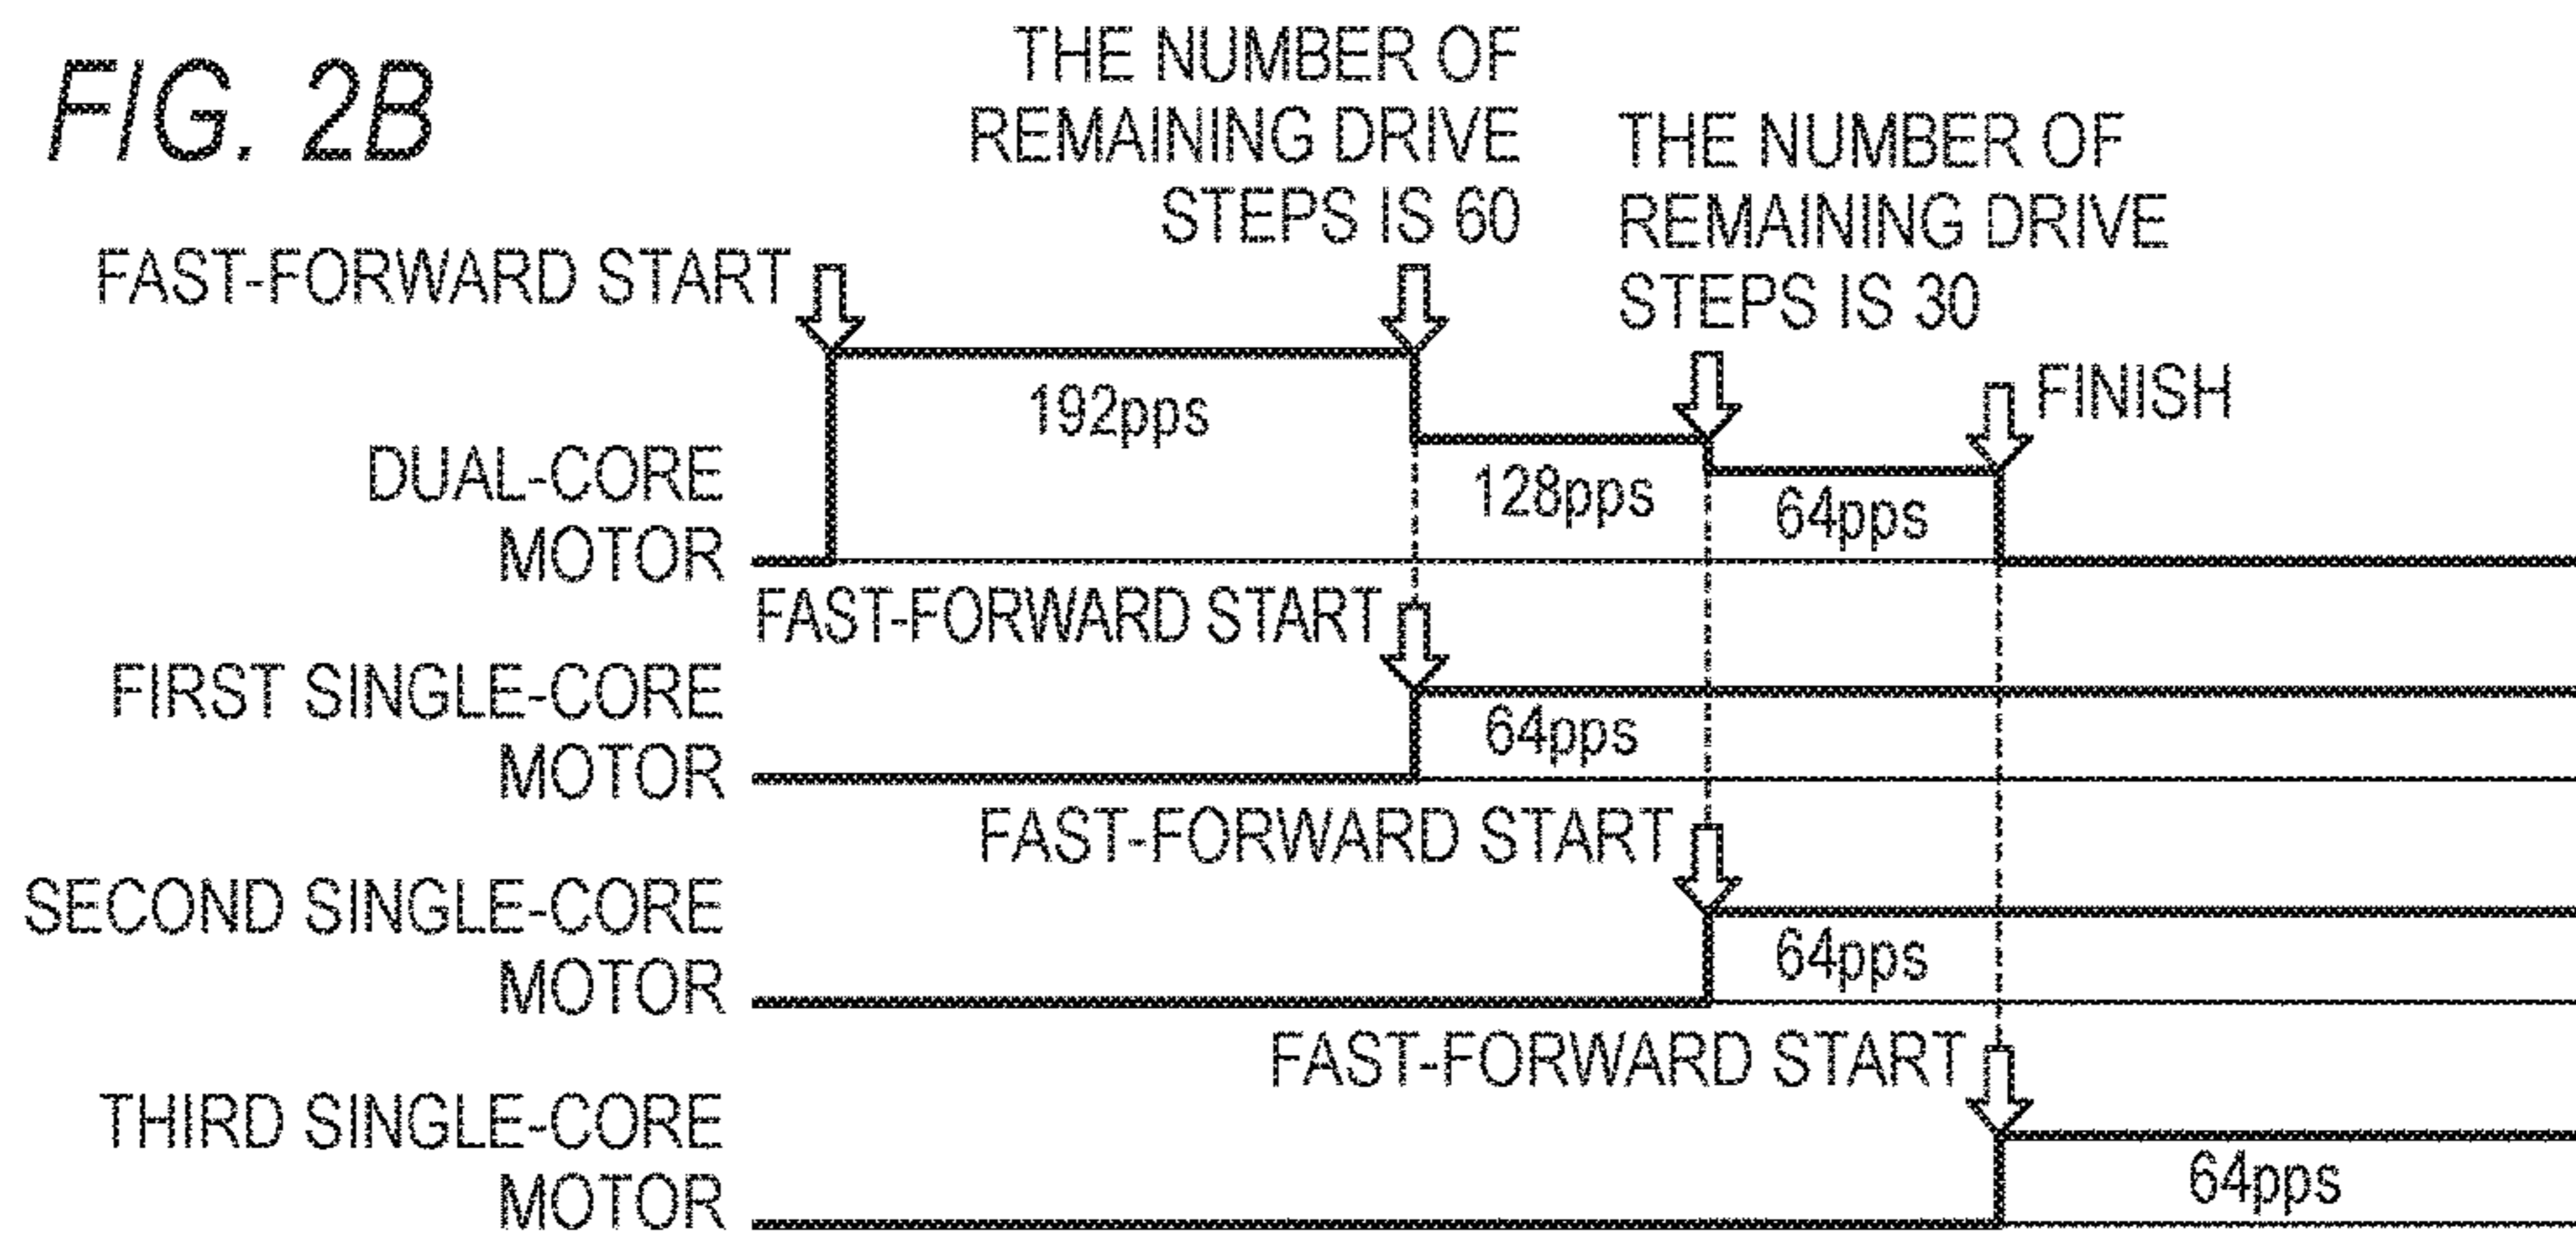 FIG. 2B
THE NUMBER OF
REMAINING DRIVE
STEPS IS 60
THE NUMBER OF
REMAINING DRIVE
STEPS IS 30
FAST-FORWARD START
FINISH
192pps
128pps
64pps
DUAL-CORE
MOTOR
FAST-FORWARD START
FIRST SINGLE-CORE
MOTOR
64pps
FAST-FORWARD START
SECOND SINGLE-CORE
MOTOR
64pps
FAST-FORWARD START
THIRD SINGLE-CORE
MOTOR
64pps